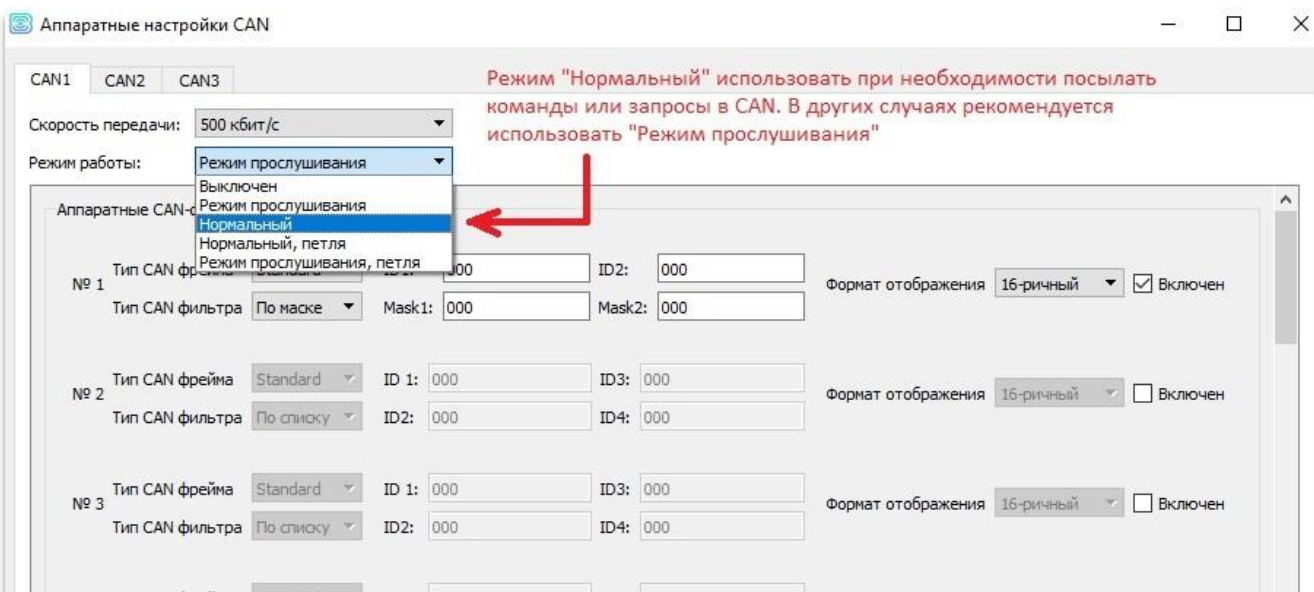 Аппаратные настройки CAN
CAN1 CAN2 CAN3
Режим "Нормальный" использовать при необходимости посылать
команды или запросы в CAN. В других случаях рекомендуется
использовать "Режим прослушивания"
Скорость передачи: 500 кбит/с
Режим работы: Режим прослушивания
Выключен
Аппаратные CAN- Режим прослушивания
Нормальный
Нормальный, петля
Режим прослушивания, петля
№ 1 Тип CAN 000 ID2: 000 Формат отображения 16-ричный Включен
Тип CAN фильтра По маске Mask1: 000 Mask2: 000
№ 2 Тип CAN фрейма Standard ID 1: 000 ID3: 000 Формат отображения 16-ричный Включен
Тип CAN фильтра По списку ID2: 000 ID4: 000
№ 3 Тип CAN фрейма Standard ID 1: 000 ID3: 000 Формат отображения 16-ричный Включен
Тип CAN фильтра По списку ID2: 000 ID4: 000